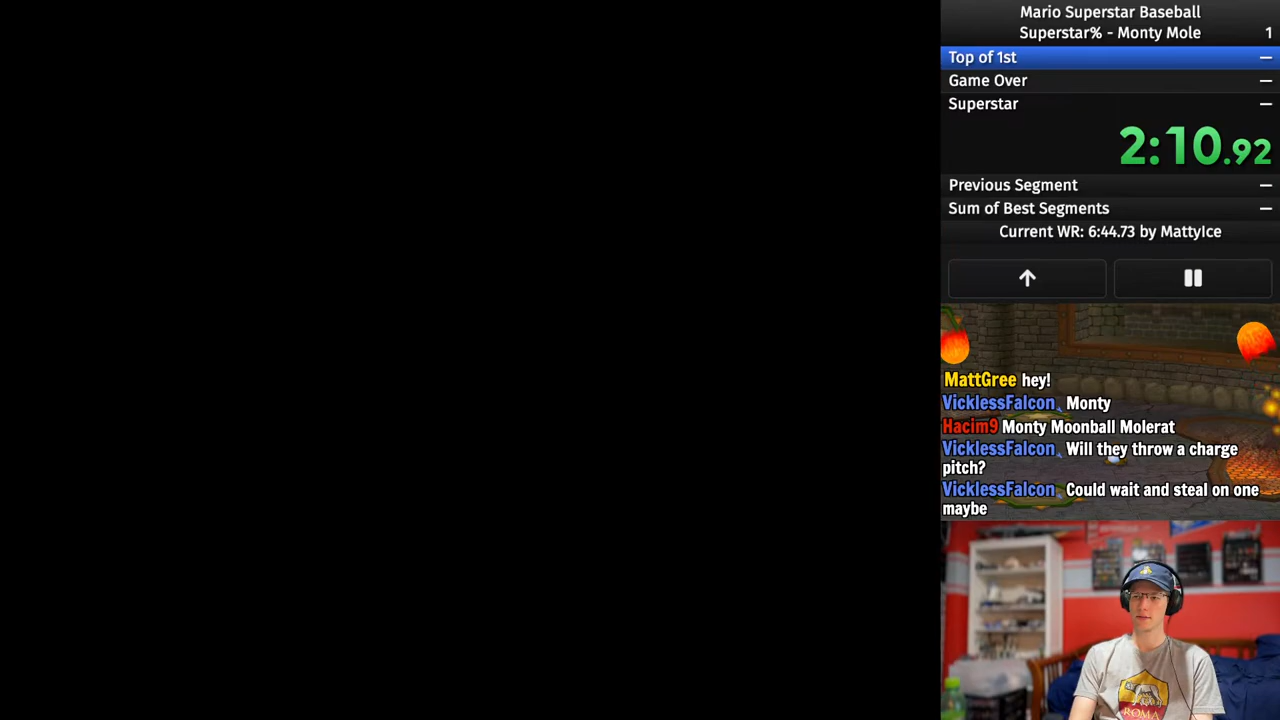 Mario Superstar Baseball
Superstar% - Monty Mole 1
Top of 1st —
Game Over —
Superstar —
2:10.92
Previous Segment —
Sum of Best Segments —
Current WR: 6:44.73 by MattyIce
MattGree hey!
VicklessFalcon Monty
Hacim9 Monty Moonball Molerat
VicklessFalcon Will they throw a charge
pitch?
VicklessFalcon Could wait and steal on one
maybe
ROMA